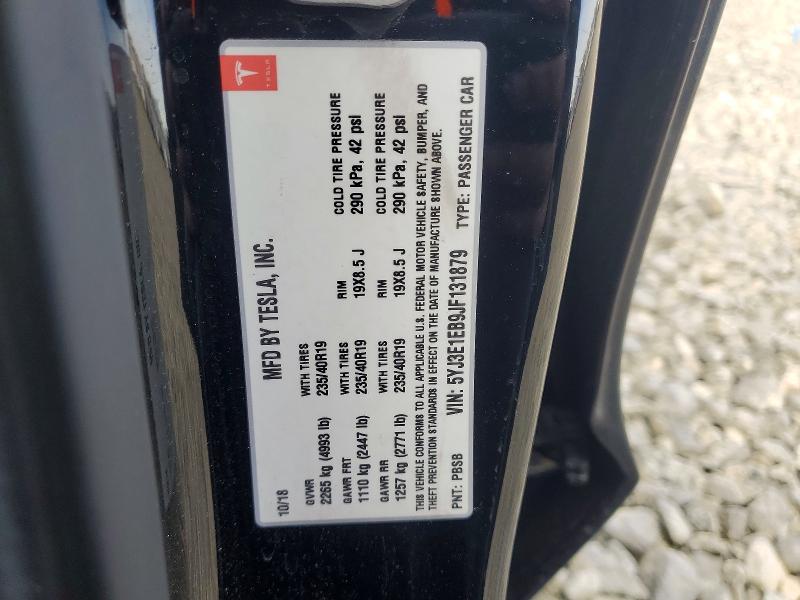 TESLA
MFD BY TESLA, INC.
10/18
GVWR WITH TIRES RIM COLD TIRE PRESSURE
2265 kg (4993 lb) 235/40R19 19X8.5 J 290 kPa, 42 psI
GAWR FRT WITH TIRES RIM COLD TIRE PRESSURE
1110 kg (2447 lb) 235/40R19 19X8.5 J 290 kPa, 42 psI
GAWR RR WITH TIRES
1257 kg (2771 lb) 235/40R19
THIS VEHICLE CONFORMS TO ALL APPLICABLE U.S. FEDERAL MOTOR VEHICLE SAFETY, BUMPER, AND
THEFT PREVENTION STANDARDS IN EFFECT ON THE DATE OF MANUFACTURE SHOWN ABOVE.
PNT: PBSB VIN: 5YJ3E1EB9JF131879 TYPE: PASSENGER CAR